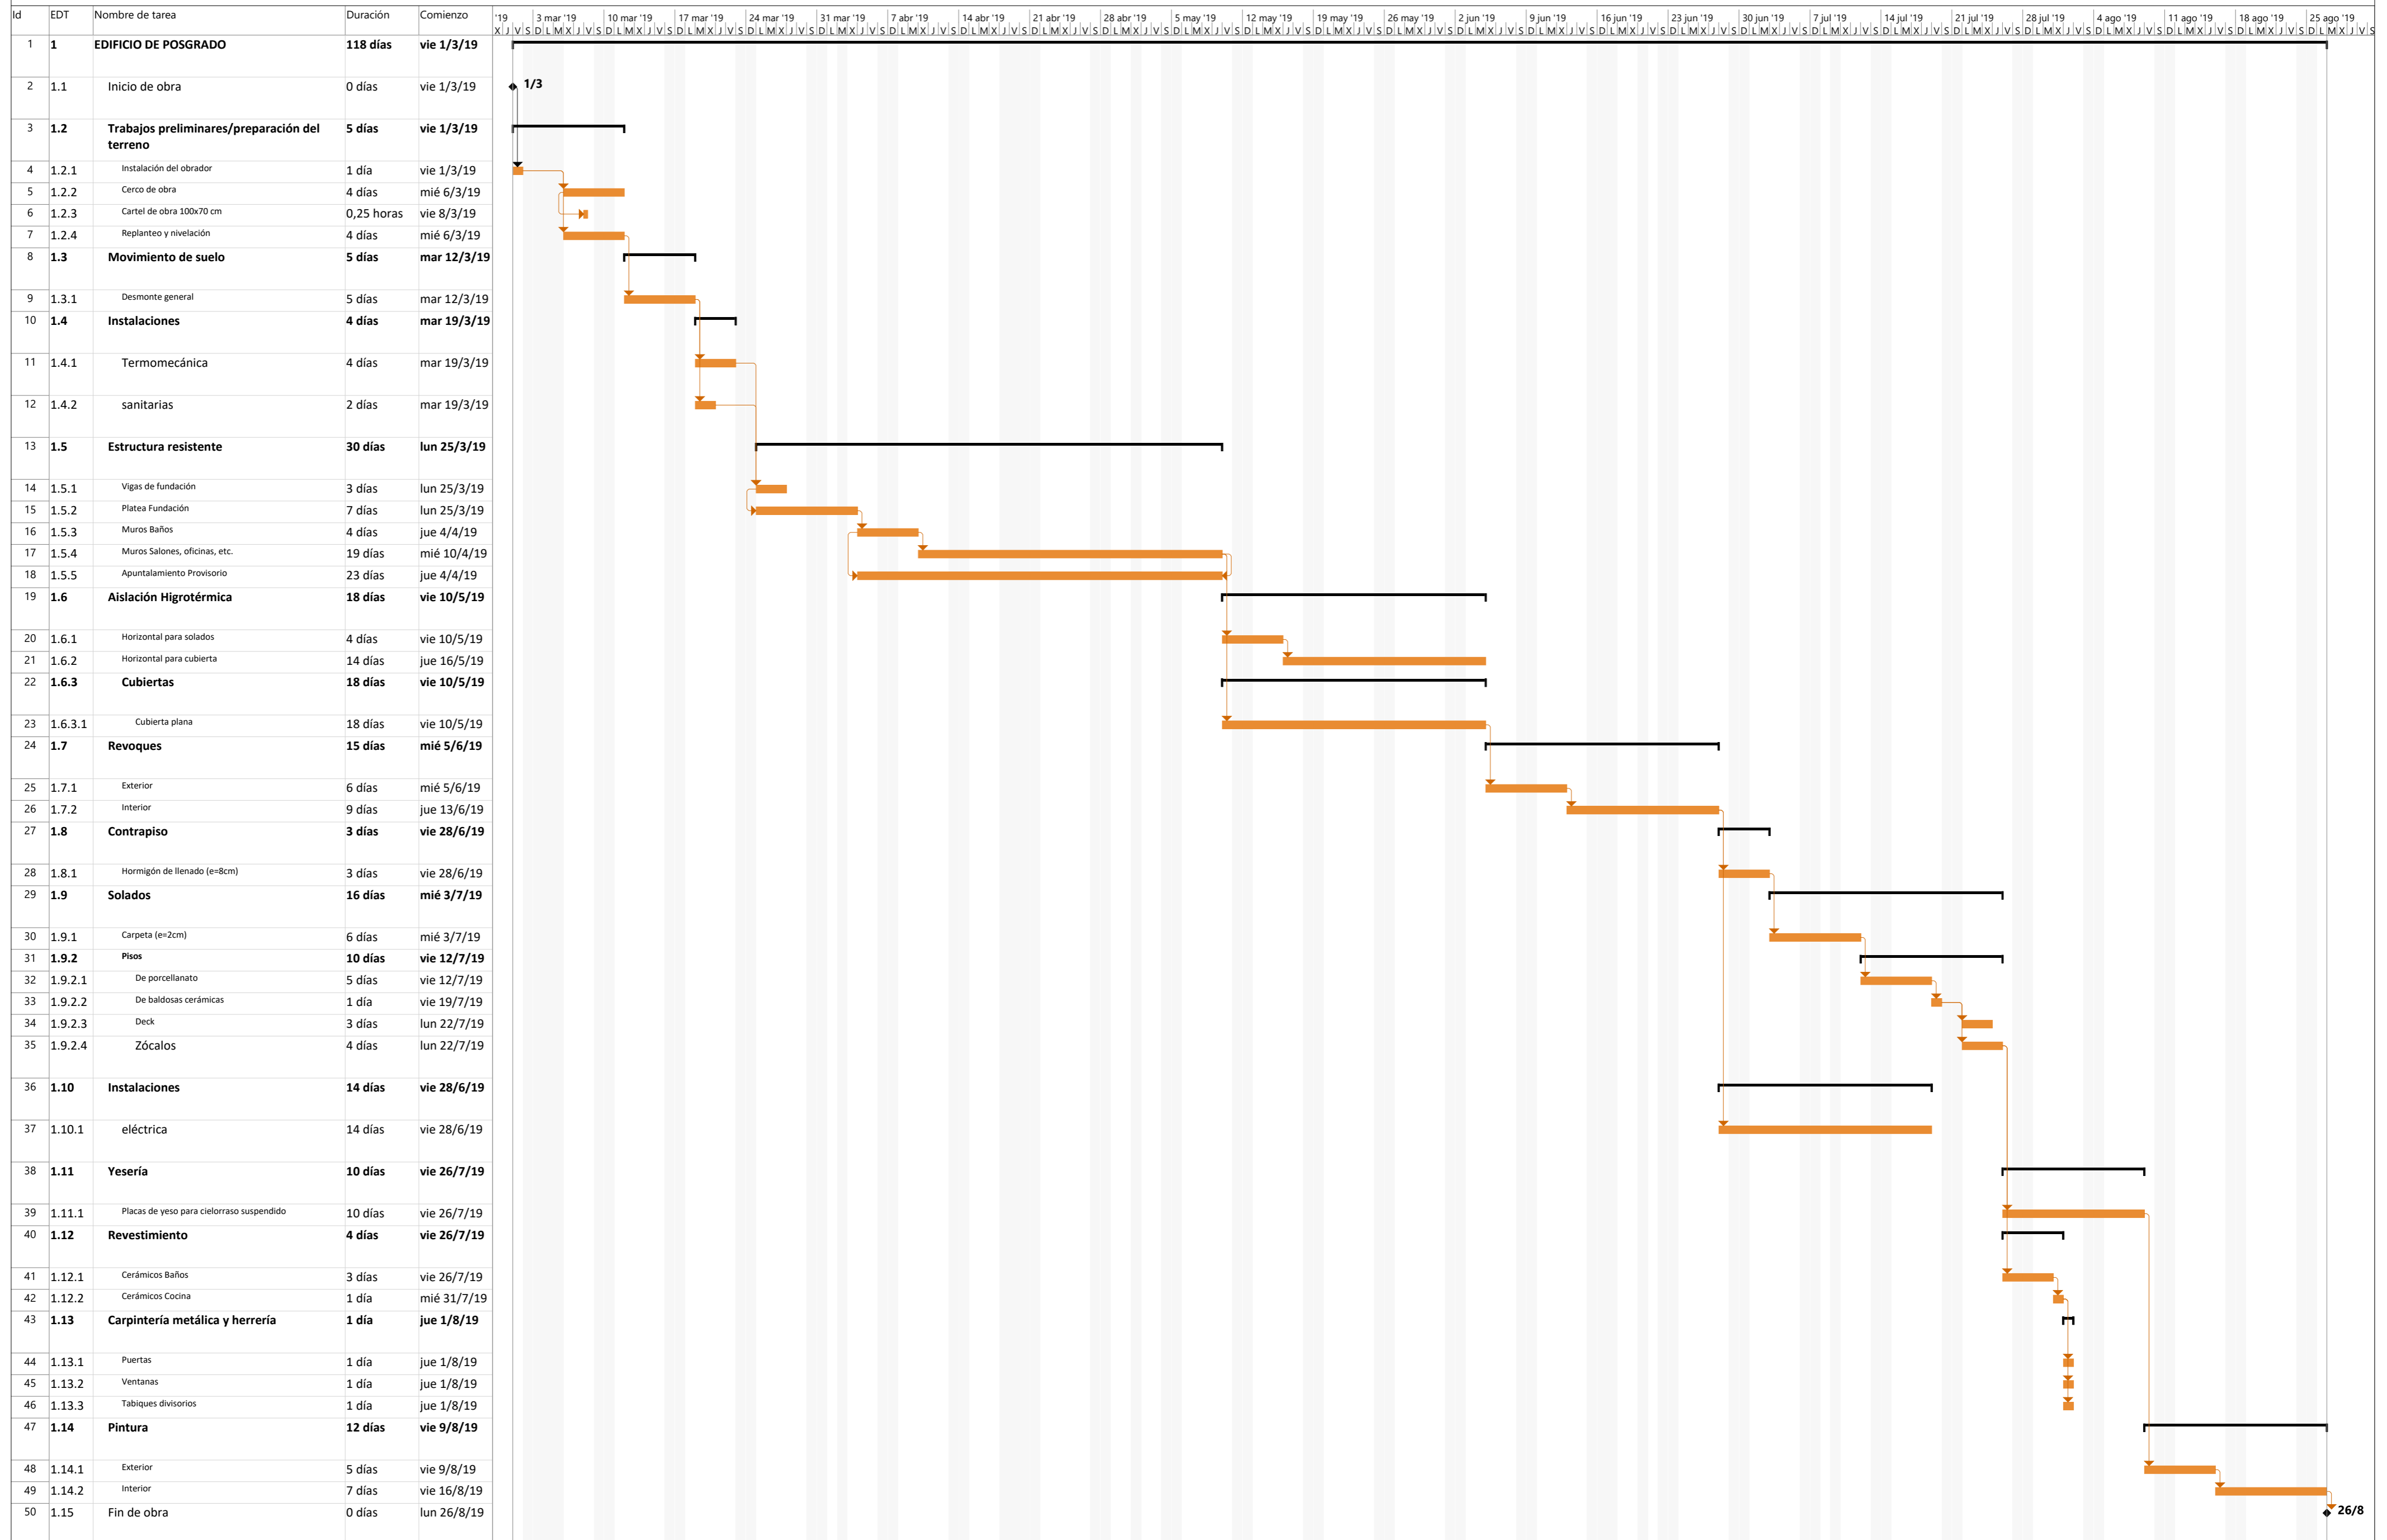 Id EDT Nombre de tarea Duración Comienzo '19 3 mar '19 10 mar '19 17 mar '19 24 mar '19 31 mar '19 7 abr '19 14 abr '19 21 abr '19 28 abr '19 5 may '19 12 may '19 19 may '19 26 may '19 2 jun '19 9 jun '19 16 jun '19 23 jun '19 30 jun '19 7 jul '19 14 jul '19 21 jul '19 28 jul '19 4 ago '19 11 ago '19 18 ago '19 25 ago '19
X J V S D L M X J V S D L M X J V S D L M X J V S D L M X J V S D L M X J V S D L M X J V S D L M X J V S D L M X J V S D L M X J V S D L M X J V S D L M X J V S D L M X J V S D L M X J V S D L M X J V S D L M X J V S D L M X J V S D L M X J V S D L M X J V S D L M X J V S D L M X J V S D L M X J V S D L M X J V S D L M X J V S D L M X J V S D L M X J V S D L M X J V S D L M X J V S
1 1 EDIFICIO DE POSGRADO 118 días vie 1/3/19
2 1.1 Inicio de obra 0 días vie 1/3/19 1/3
3 1.2 Trabajos preliminares/preparación del 5 días vie 1/3/19
terreno
4 1.2.1 Instalación del obrador 1 día vie 1/3/19
5 1.2.2 Cerco de obra 4 días mié 6/3/19
6 1.2.3 Cartel de obra 100x70 cm 0,25 horas vie 8/3/19
7 1.2.4 Replanteo y nivelación 4 días mié 6/3/19
8 1.3 Movimiento de suelo 5 días mar 12/3/19
9 1.3.1 Desmonte general 5 días mar 12/3/19
10 1.4 Instalaciones 4 días mar 19/3/19
11 1.4.1 Termomecánica 4 días mar 19/3/19
12 1.4.2 sanitarias 2 días mar 19/3/19
13 1.5 Estructura resistente 30 días lun 25/3/19
14 1.5.1 Vigas de fundación 3 días lun 25/3/19
15 1.5.2 Platea Fundación 7 días lun 25/3/19
16 1.5.3 Muros Baños 4 días jue 4/4/19
17 1.5.4 Muros Salones, oficinas, etc. 19 días mié 10/4/19
18 1.5.5 Apuntalamiento Provisorio 23 días jue 4/4/19
19 1.6 Aislación Higrotérmica 18 días vie 10/5/19
20 1.6.1 Horizontal para solados 4 días vie 10/5/19
21 1.6.2 Horizontal para cubierta 14 días jue 16/5/19
22 1.6.3 Cubiertas 18 días vie 10/5/19
23 1.6.3.1 Cubierta plana 18 días vie 10/5/19
24 1.7 Revoques 15 días mié 5/6/19
25 1.7.1 Exterior 6 días mié 5/6/19
26 1.7.2 Interior 9 días jue 13/6/19
27 1.8 Contrapiso 3 días vie 28/6/19
28 1.8.1 Hormigón de llenado (e=8cm) 3 días vie 28/6/19
29 1.9 Solados 16 días mié 3/7/19
30 1.9.1 Carpeta (e=2cm) 6 días mié 3/7/19
31 1.9.2 Pisos 10 días vie 12/7/19
32 1.9.2.1 De porcellanato 5 días vie 12/7/19
33 1.9.2.2 De baldosas cerámicas 1 día vie 19/7/19
34 1.9.2.3 Deck 3 días lun 22/7/19
35 1.9.2.4 Zócalos 4 días lun 22/7/19
36 1.10 Instalaciones 14 días vie 28/6/19
37 1.10.1 eléctrica 14 días vie 28/6/19
38 1.11 Yesería 10 días vie 26/7/19
39 1.11.1 Placas de yeso para cielorraso suspendido 10 días vie 26/7/19
40 1.12 Revestimiento 4 días vie 26/7/19
41 1.12.1 Cerámicos Baños 3 días vie 26/7/19
42 1.12.2 Cerámicos Cocina 1 día mié 31/7/19
43 1.13 Carpintería metálica y herrería 1 día jue 1/8/19
44 1.13.1 Puertas 1 día jue 1/8/19
45 1.13.2 Ventanas 1 día jue 1/8/19
46 1.13.3 Tabiques divisorios 1 día jue 1/8/19
47 1.14 Pintura 12 días vie 9/8/19
48 1.14.1 Exterior 5 días vie 9/8/19
49 1.14.2 Interior 7 días vie 16/8/19
50 1.15 Fin de obra 0 días lun 26/8/19 26/8